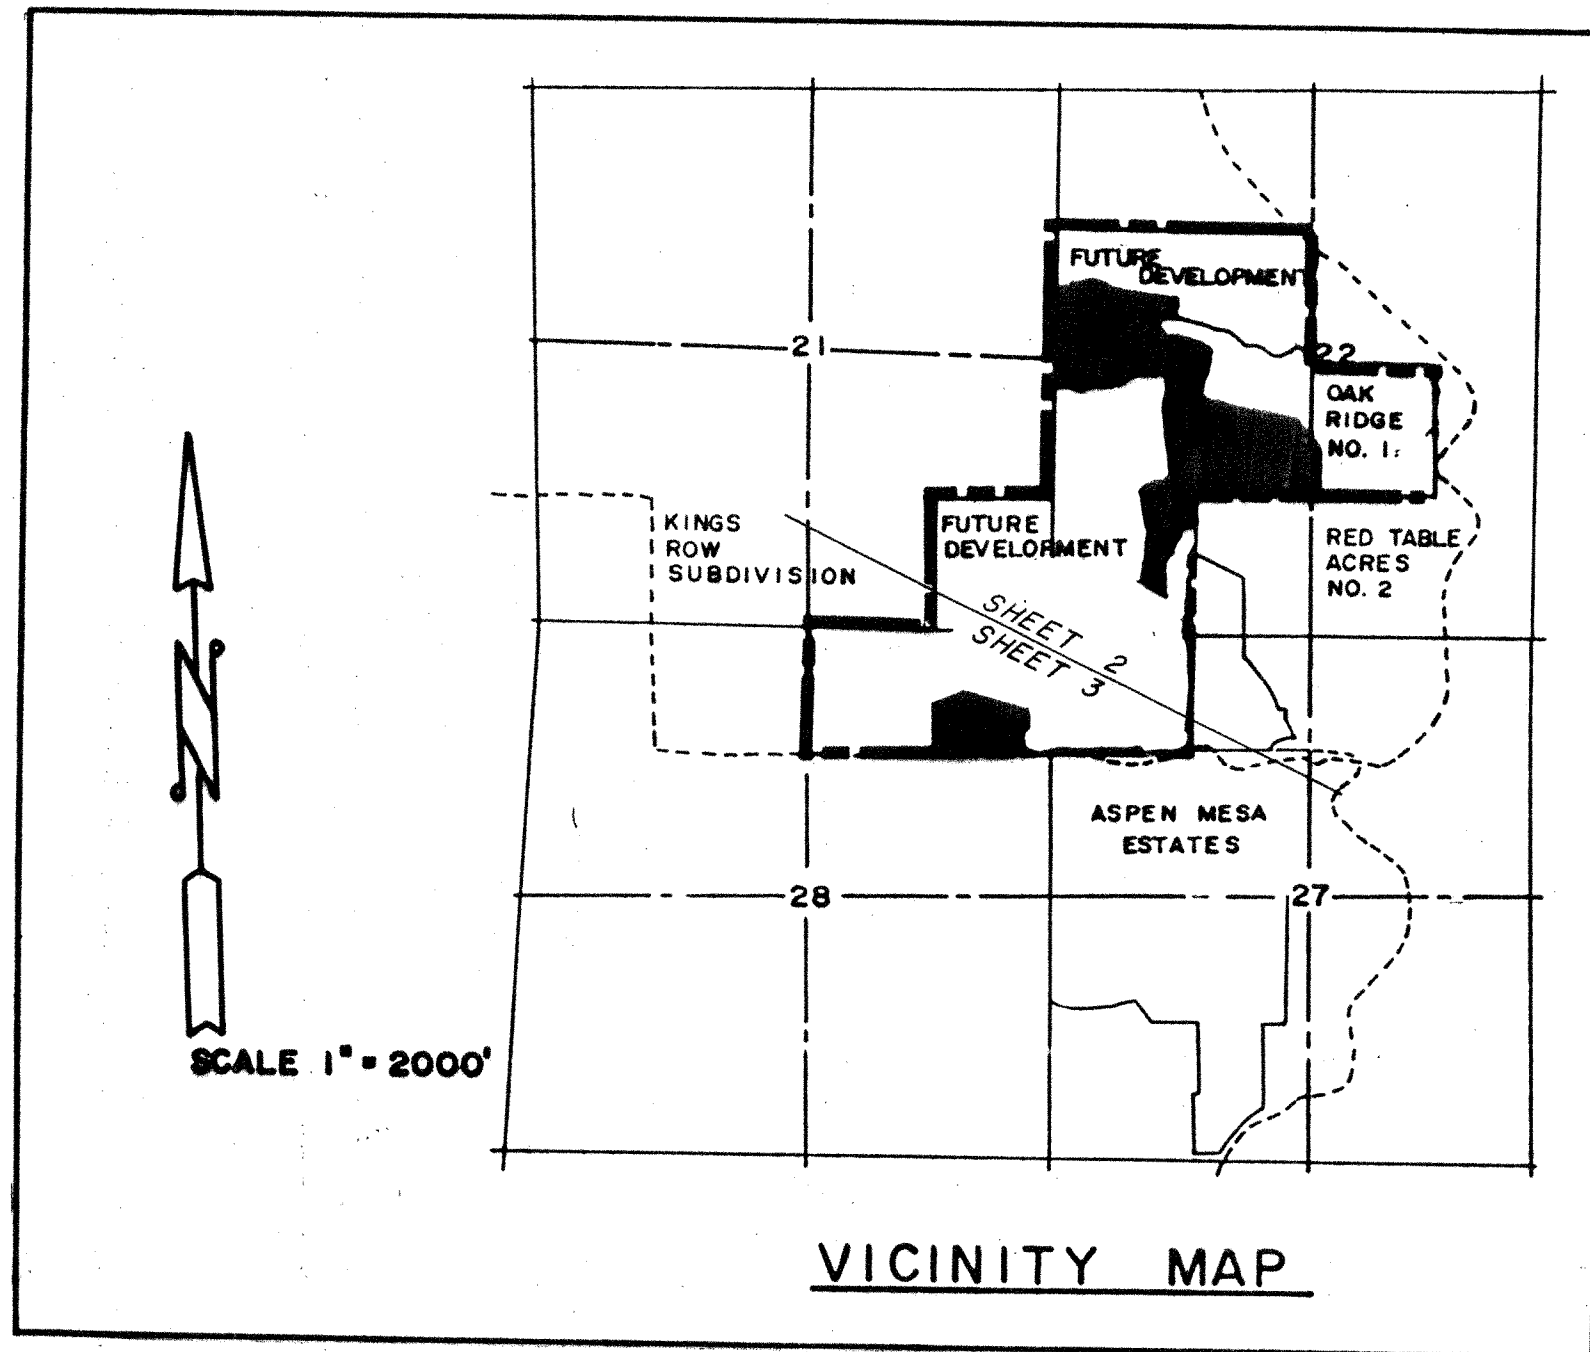 FUTURE
DEVELOPMENT
21
22
OAK
RIDGE
NO. 1
KINGS
ROW
SUBDIVISION
FUTURE
DEVELOPMENT
RED TABLE
ACRES
NO. 2
SHEET 2
SHEET 3
N
ASPEN MESA
ESTATES
28
27
SCALE 1" = 2000'
VICINITY MAP